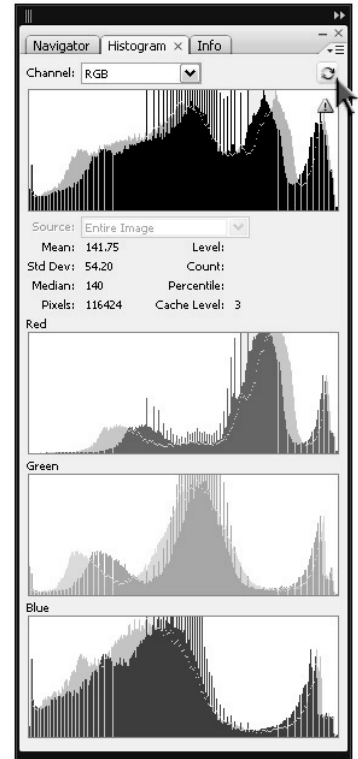 Navigator Histogram × Info
Channel: RGB
Source: Entire Image
Mean: 141.75 Level:
Std Dev: 54.20 Count:
Median: 140 Percentile:
Pixels: 116424 Cache Level: 3
Red
Green
Blue